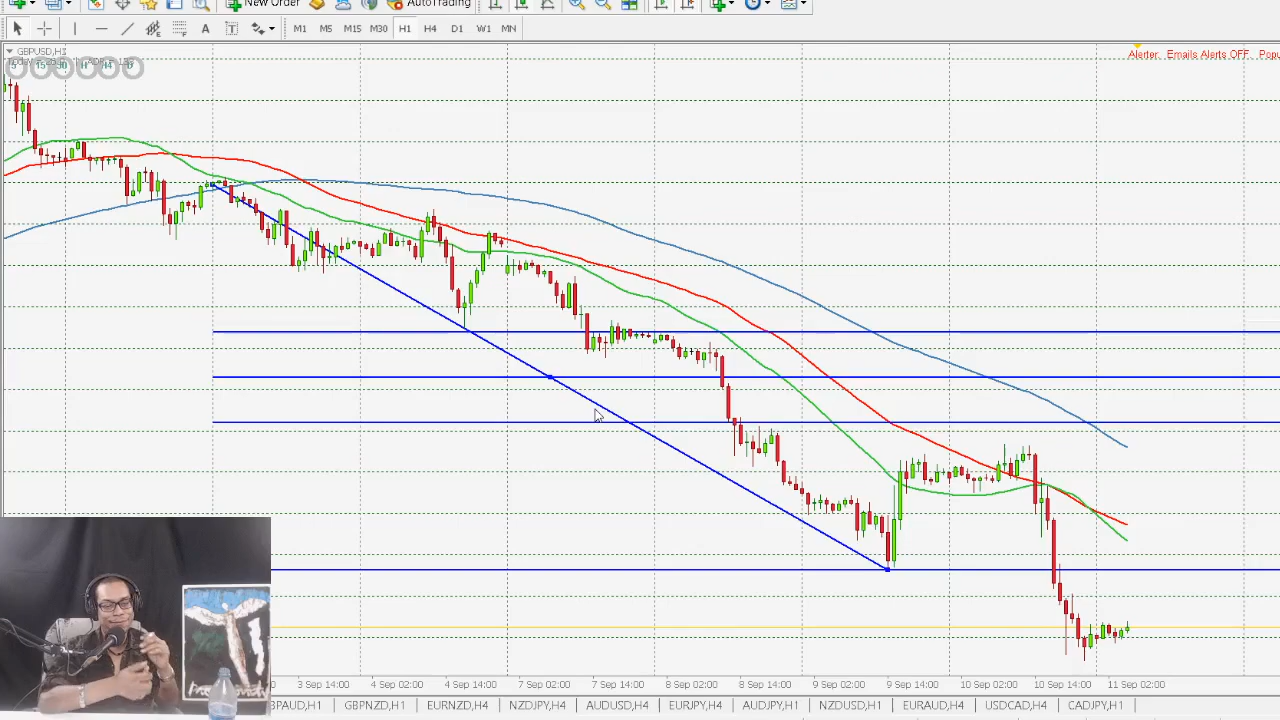 New Order
AutoTrading
A
T
M1 M5 M15 M30 H1 H4 D1 W1 MN
GBPUSD,H1
Alerter. Emails Alerts OFF. Popu
3 Sep 14:00 4 Sep 02:00 4 Sep 14:00 7 Sep 02:00 7 Sep 14:00 8 Sep 02:00 8 Sep 14:00 9 Sep 02:00 9 Sep 14:00 10 Sep 02:00 10 Sep 14:00 11 Sep 02:00
BPAUD,H1 GBPNZD,H1 EURNZD,H4 NZDJPY,H4 AUDUSD,H4 EURJPY,H4 AUDJPY,H1 NZDUSD,H1 EURAUD,H4 USDCAD,H4 CADJPY,H1